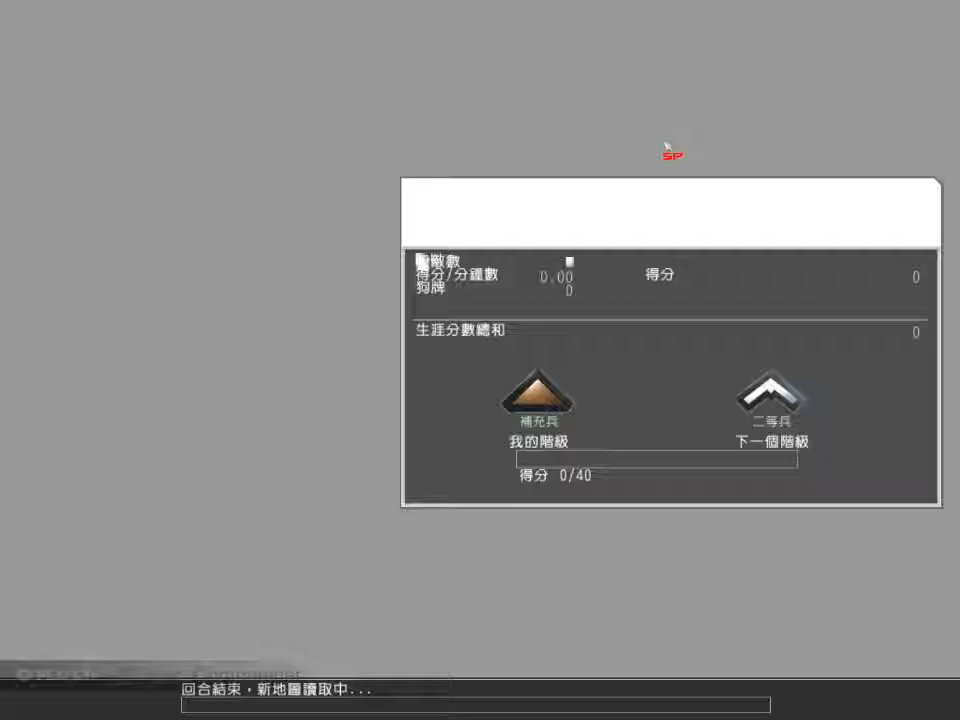 SP
敵數
得分/分鐘數 0.00 得分 0
狗牌 0
生涯分數總和 0
補充兵 二等兵
我的階級 下一個階級
得分 0/40
回合結束，新地圖讀取中...